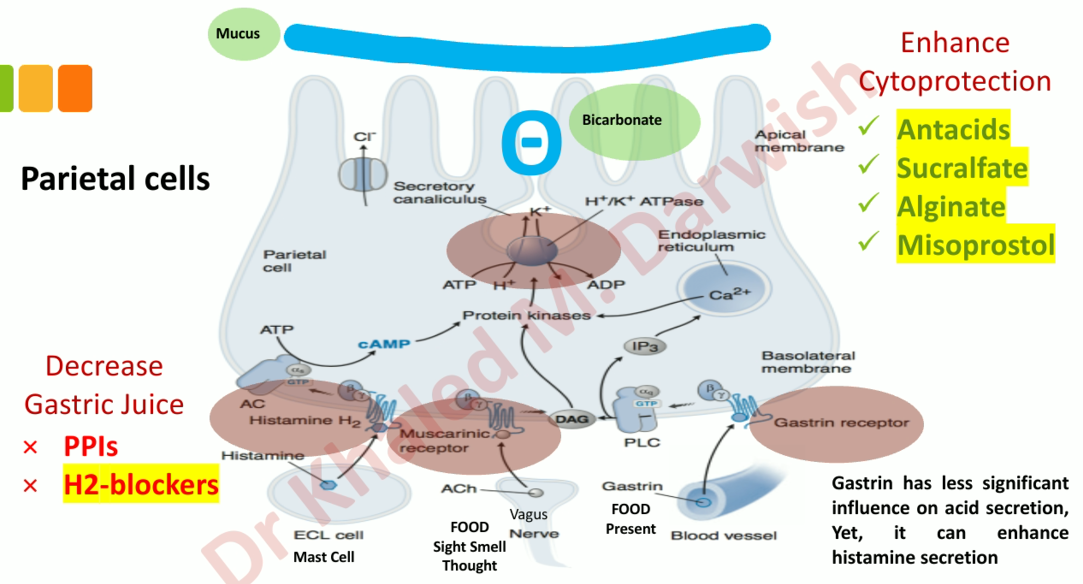 Mucus
Enhance
Cytoprotection
✓ Antacids
✓ Sucralfate
✓ Alginate
✓ Misoprostol
Parietal cells
Bicarbonate
Θ
Cl⁻
Apical
membrane
Secretory
canaliculus
K⁺
H⁺/K⁺ ATPase
Endoplasmic
reticulum
Parietal
cell
ATP
H⁺
ADP
Ca²⁺
Protein kinases
ATP
cAMP
IP₃
Basolateral
membrane
Decrease
Gastric Juice
× PPIs
× H2-blockers
αₛ
GTP
AC
β
γ
Histamine H₂
β
γ
Muscarinic
receptor
DAG
αq
GTP
PLC
β
γ
Gastrin receptor
Histamine
ECL cell
Mast Cell
ACh
Vagus
Nerve
FOOD
Sight Smell
Thought
Gastrin
FOOD
Present
Blood vessel
Gastrin has less significant
influence on acid secretion,
Yet, it can enhance
histamine secretion
Dr Khaled M. Darwish